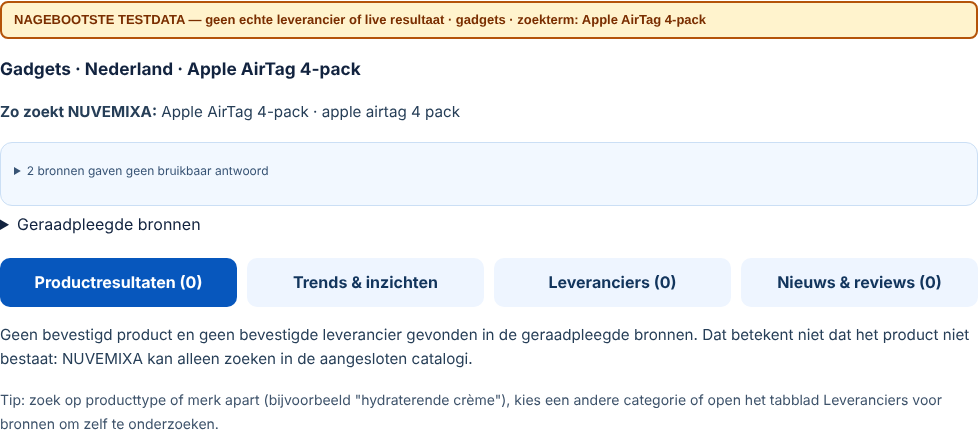 NAGEBOOTSTE TESTDATA — geen echte leverancier of live resultaat · gadgets · zoekterm: Apple AirTag 4-pack
Gadgets · Nederland · Apple AirTag 4-pack
Zo zoekt NUVEMIXA: Apple AirTag 4-pack · apple airtag 4 pack
2 bronnen gaven geen bruikbaar antwoord
Geraadpleegde bronnen
Productresultaten (0)
Trends & inzichten
Leveranciers (0)
Nieuws & reviews (0)
Geen bevestigd product en geen bevestigde leverancier gevonden in de geraadpleegde bronnen. Dat betekent niet dat het product niet
bestaat: NUVEMIXA kan alleen zoeken in de aangesloten catalogi.
Tip: zoek op producttype of merk apart (bijvoorbeeld "hydraterende crème"), kies een andere categorie of open het tabblad Leveranciers voor
bronnen om zelf te onderzoeken.